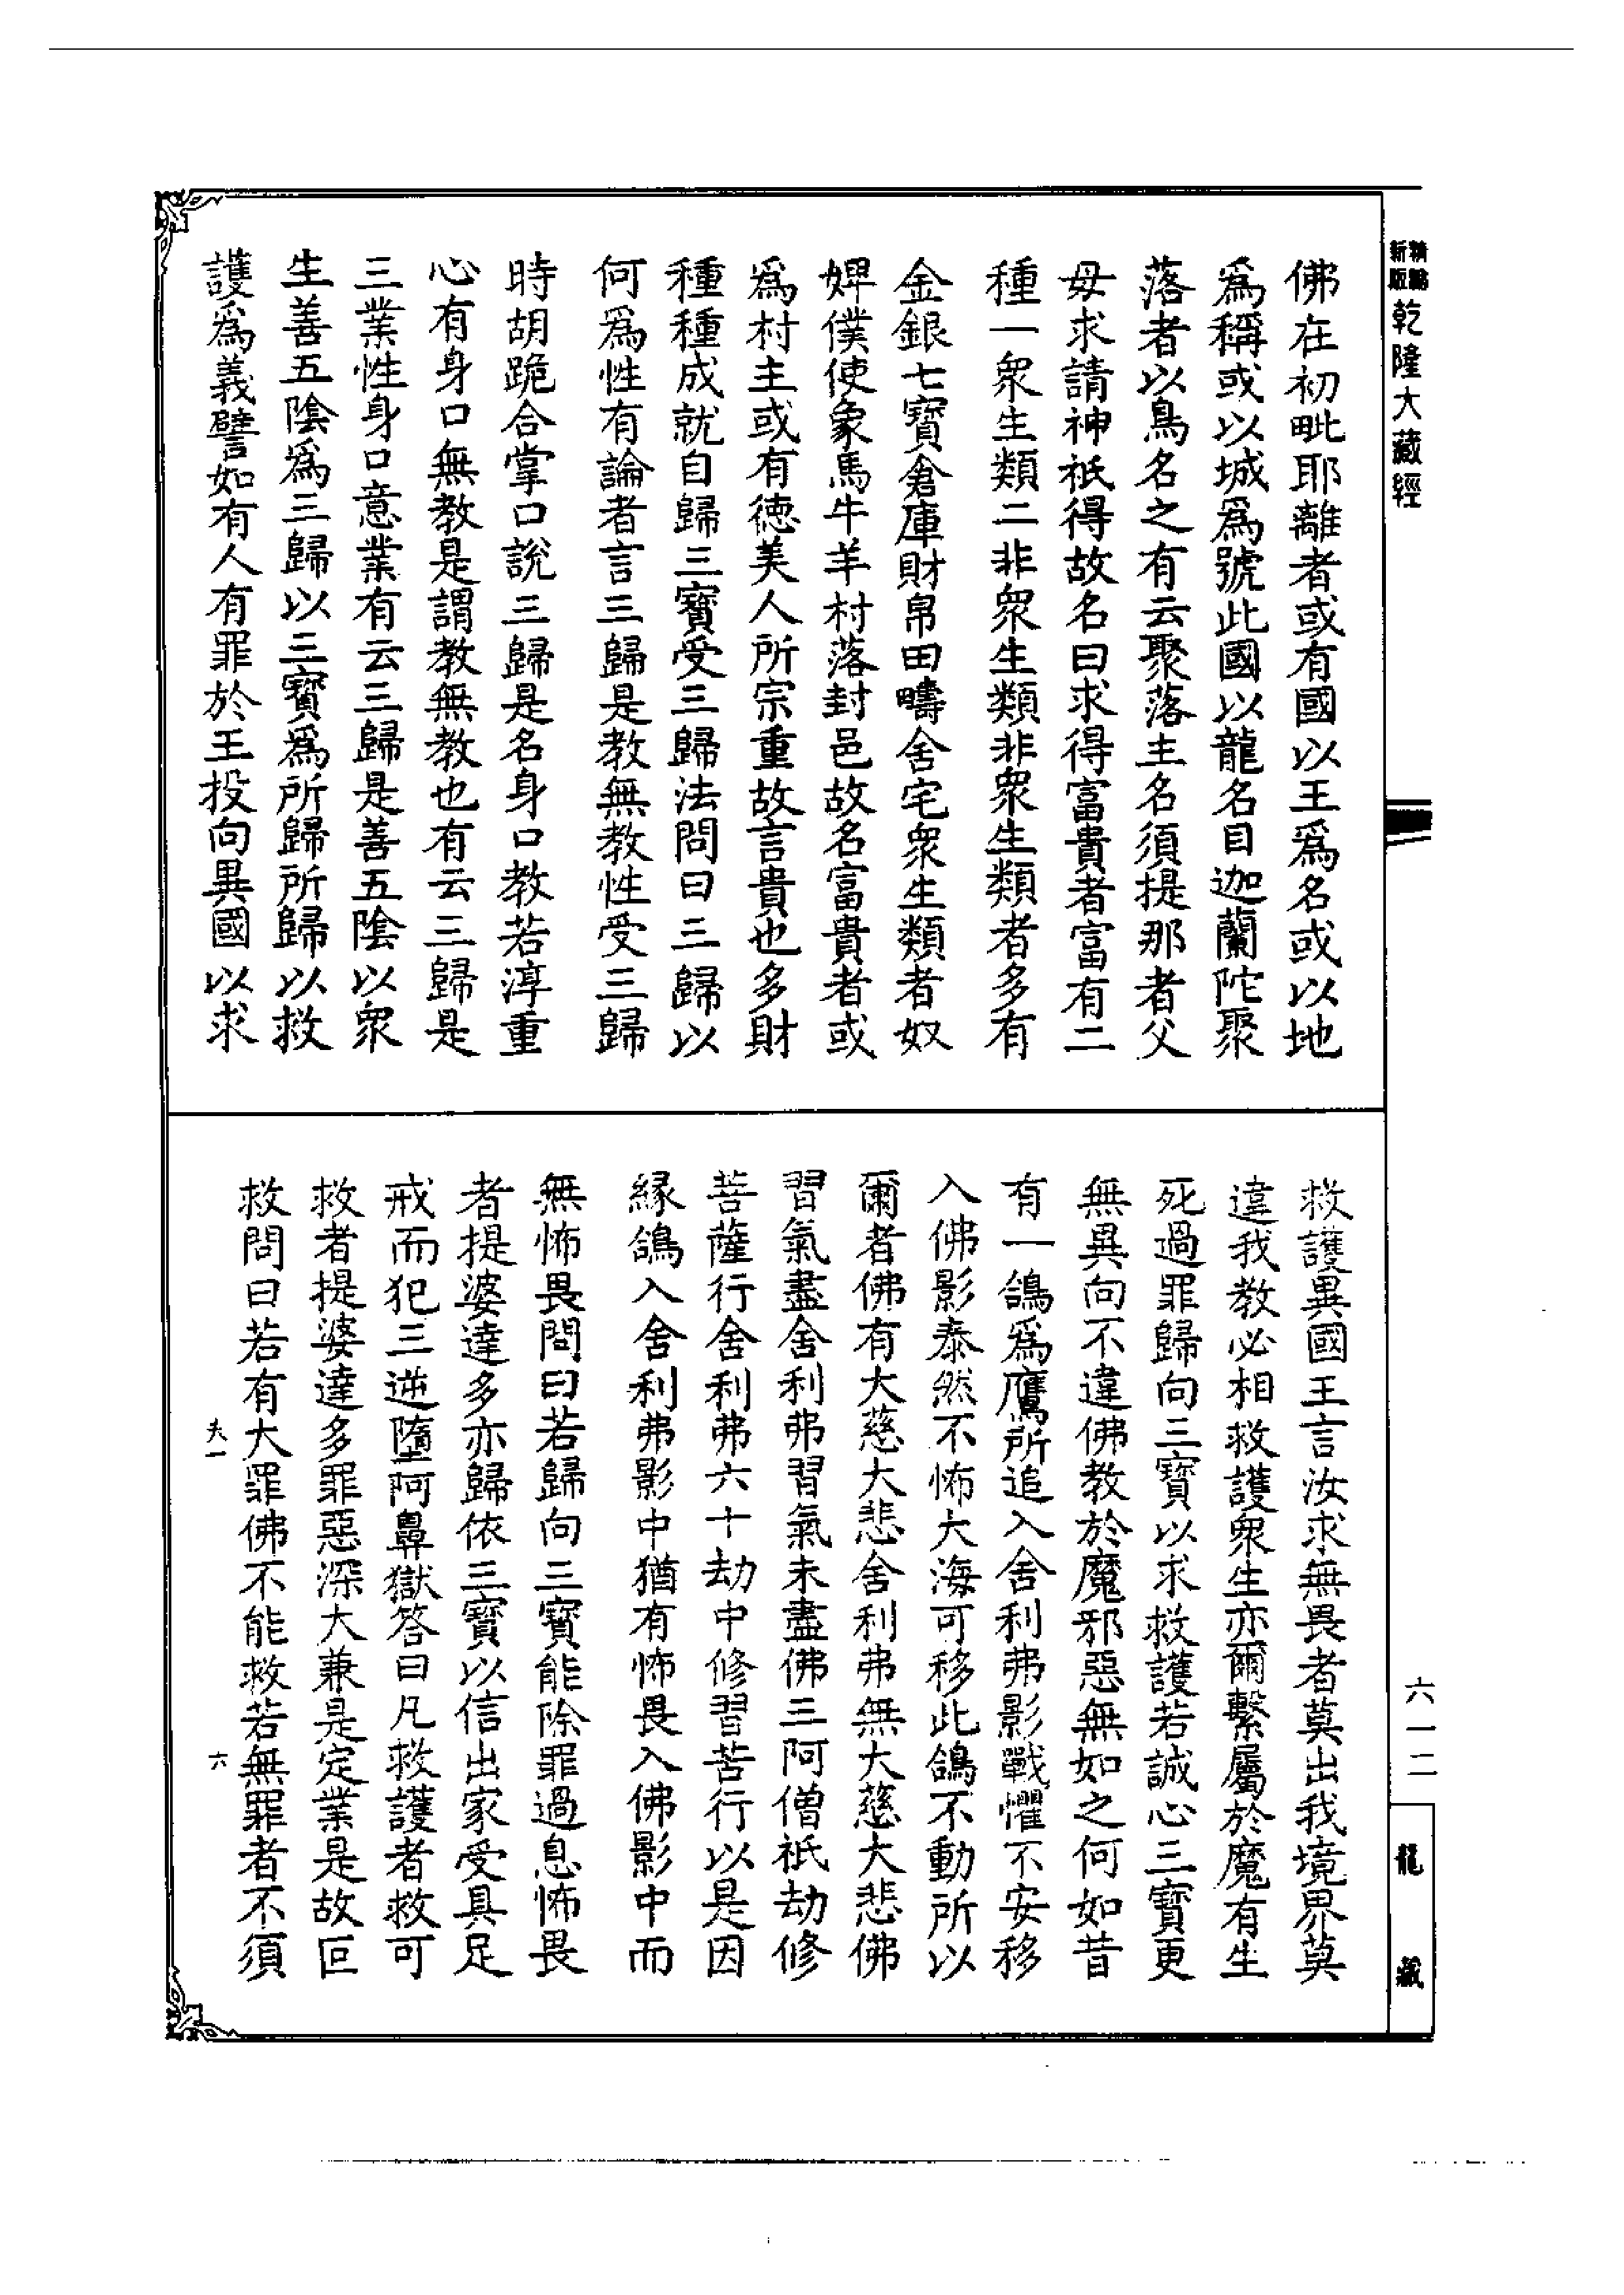 新版精編乾隆大藏經
佛在初毗耶離者或有國以王爲名或以地
爲稱或以城爲號此國以龍名目迦蘭陀聚
落者以鳥名之有云聚落主名須提那者父
母求請神祇得故名曰求得富貴者富有二
種一衆生類二非衆生類非衆生類者多有
金銀七寶倉庫財帛田疇舍宅衆生類者奴
婢僕使象馬牛羊村落封邑故名富貴者或
爲村主或有德美人所宗重故言貴也多財
種種成就自歸三寶受三歸法問曰三歸以
何爲性有論者言三歸是教無教性受三歸
時胡跪合掌口說三歸是名身口教若淳重
心有身口無教是謂教無教也有云三歸是
三業性身口意業有云三歸是善五陰以衆
生善五陰爲三歸以三寶爲所歸所歸以救
護爲義譬如有人有罪於王投向異國以求
救護異國王言汝求無畏者莫出我境界莫
違我教必相救護衆生亦爾繫屬於魔有生
死過罪歸向三寶以求救護若誠心三寶更
無異向不違佛教於魔邪惡無如之何如昔
有一鴿爲鷹所追入舍利弗影戰懼不安移
入佛影泰然不怖大海可移此鴿不動所以
爾者佛有大慈大悲舍利弗無大慈大悲佛
習氣盡舍利弗習氣未盡佛三阿僧祇劫修
菩薩行舍利弗六十劫中修習苦行以是因
緣鴿入舍利弗影中猶有怖畏入佛影中而
無怖畏問曰若歸向三寶能除罪過息怖畏
者提婆達多亦歸依三寶以信出家受具足
戒而犯三逆墮阿鼻獄答曰凡救護者救可
救者提婆達多罪惡深大兼是定業是故叵
救問曰若有大罪佛不能救若無罪者不須
夫一
六
六一二
龍藏